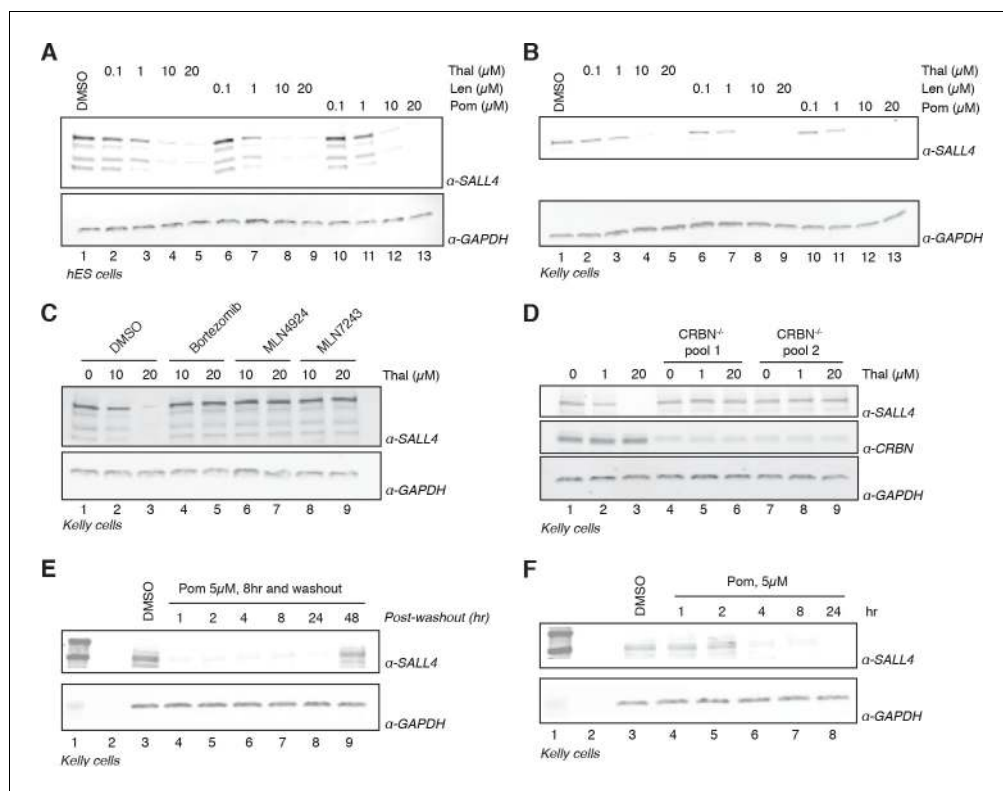 A
DMSO
0.1 1 10 20 Thal (µM)
0.1 1 10 20 Len (µM)
0.1 1 10 20 Pom (µM)
α-SALL4
α-GAPDH
1 2 3 4 5 6 7 8 9 10 11 12 13
hES cells
B
DMSO
0.1 1 10 20 Thal (µM)
0.1 1 10 20 Len (µM)
0.1 1 10 20 Pom (µM)
α-SALL4
α-GAPDH
1 2 3 4 5 6 7 8 9 10 11 12 13
Kelly cells
C
DMSO Bortezomib MLN4924 MLN7243
0 10 20 10 20 10 20 10 20 Thal (µM)
α-SALL4
α-GAPDH
1 2 3 4 5 6 7 8 9
Kelly cells
D
CRBN-/- CRBN-/-
pool 1 pool 2
0 1 20 0 1 20 0 1 20 Thal (µM)
α-SALL4
α-CRBN
α-GAPDH
1 2 3 4 5 6 7 8 9
Kelly cells
E
DMSO
Pom 5µM, 8hr and washout
1 2 4 8 24 48 Post-washout (hr)
α-SALL4
α-GAPDH
1 2 3 4 5 6 7 8 9
Kelly cells
F
DMSO
Pom, 5µM
1 2 4 8 24 hr
α-SALL4
α-GAPDH
1 2 3 4 5 6 7 8
Kelly cells